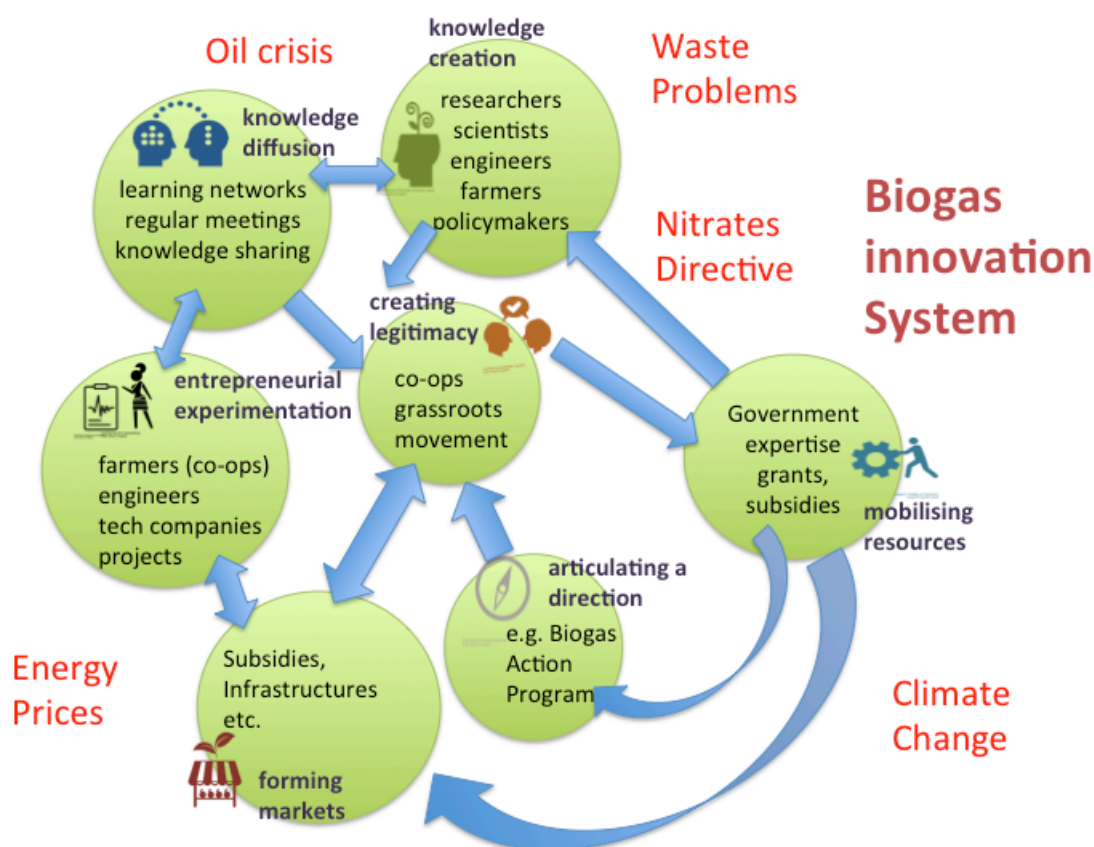 Oil crisis
knowledge
creation
Waste
Problems
researchers
scientists
engineers
farmers
policymakers
knowledge
diffusion
learning networks
regular meetings
knowledge sharing
Biogas
innovation
System
Nitrates
Directive
creating
legitimacy
co-ops
grassroots
movement
entrepreneurial
experimentation
farmers (co-ops)
engineers
tech companies
projects
Government
expertise
grants,
subsidies
mobilising
resources
articulating a
direction
e.g. Biogas
Action
Program
Subsidies,
Infrastructures
etc.
forming
markets
Energy
Prices
Climate
Change